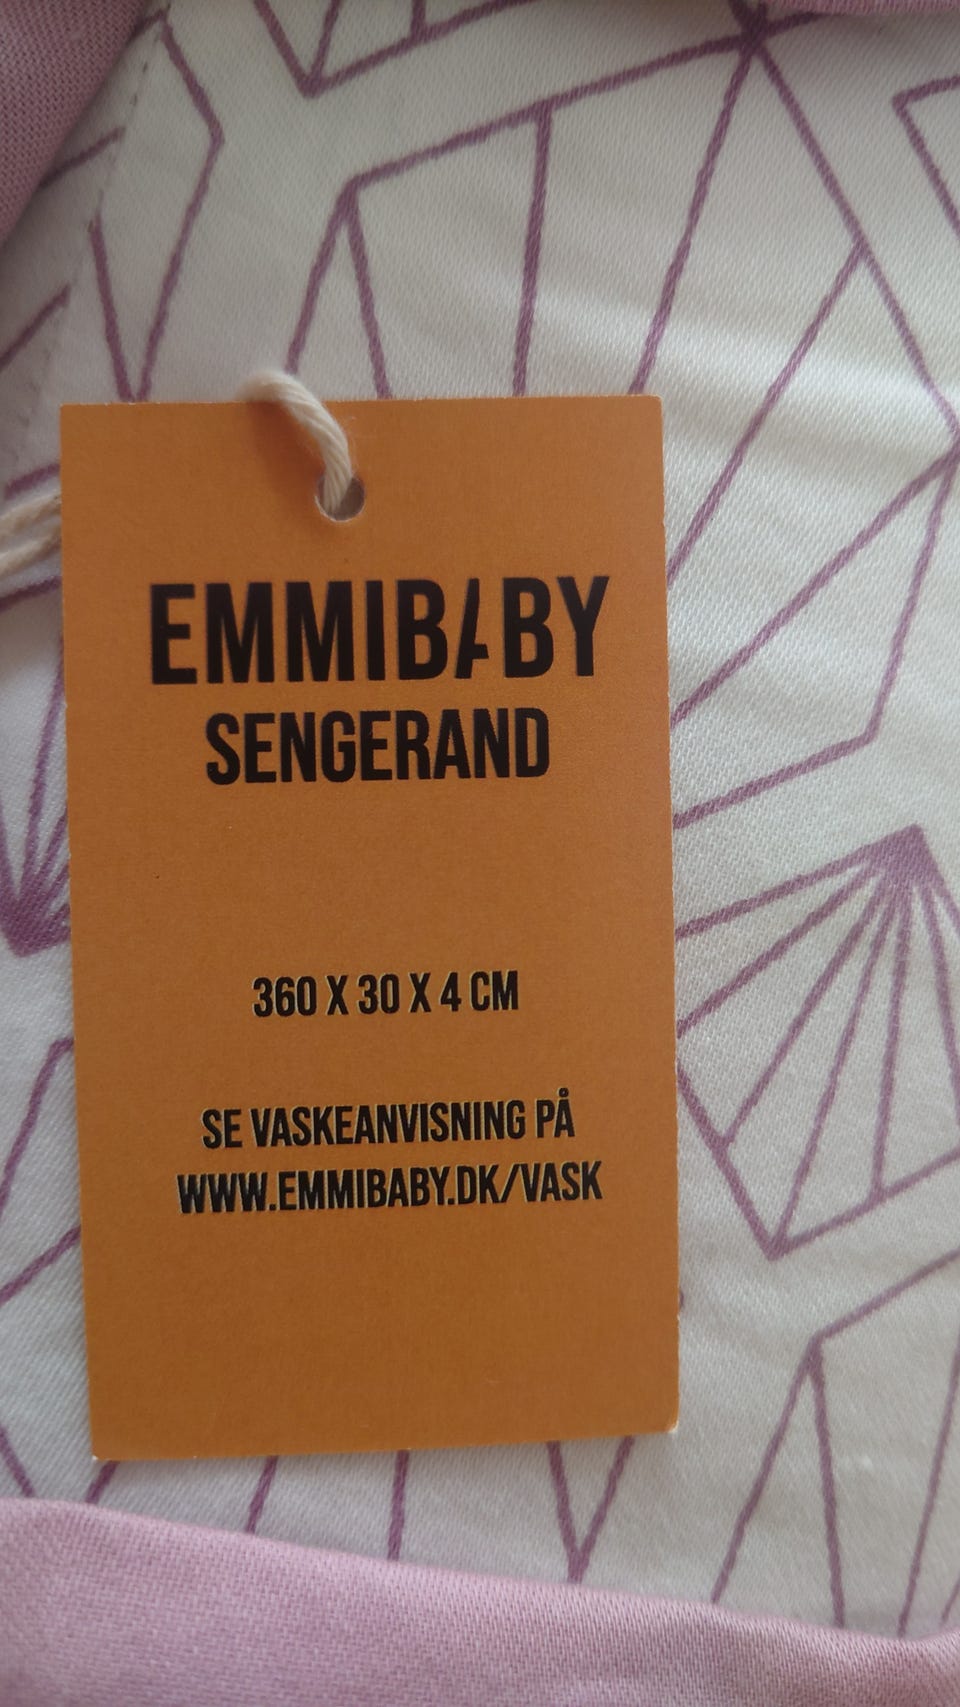 EMMIBABY
SENGERAND
360 X 30 X 4 CM
SE VASKEANVISNING PÅ
WWW.EMMIBABY.DK/VASK